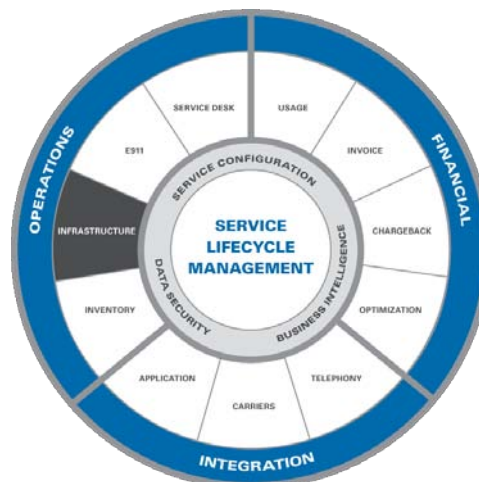 OPERATIONS
FINANCIAL
INTEGRATION
SERVICE DESK
USAGE
E911
INVOICE
INFRASTRUCTURE
CHARGEBACK
INVENTORY
OPTIMIZATION
APPLICATION
CARRIERS
TELEPHONY
SERVICE CONFIGURATION
DATA SECURITY
BUSINESS INTELLIGENCE
SERVICE
LIFECYCLE
MANAGEMENT